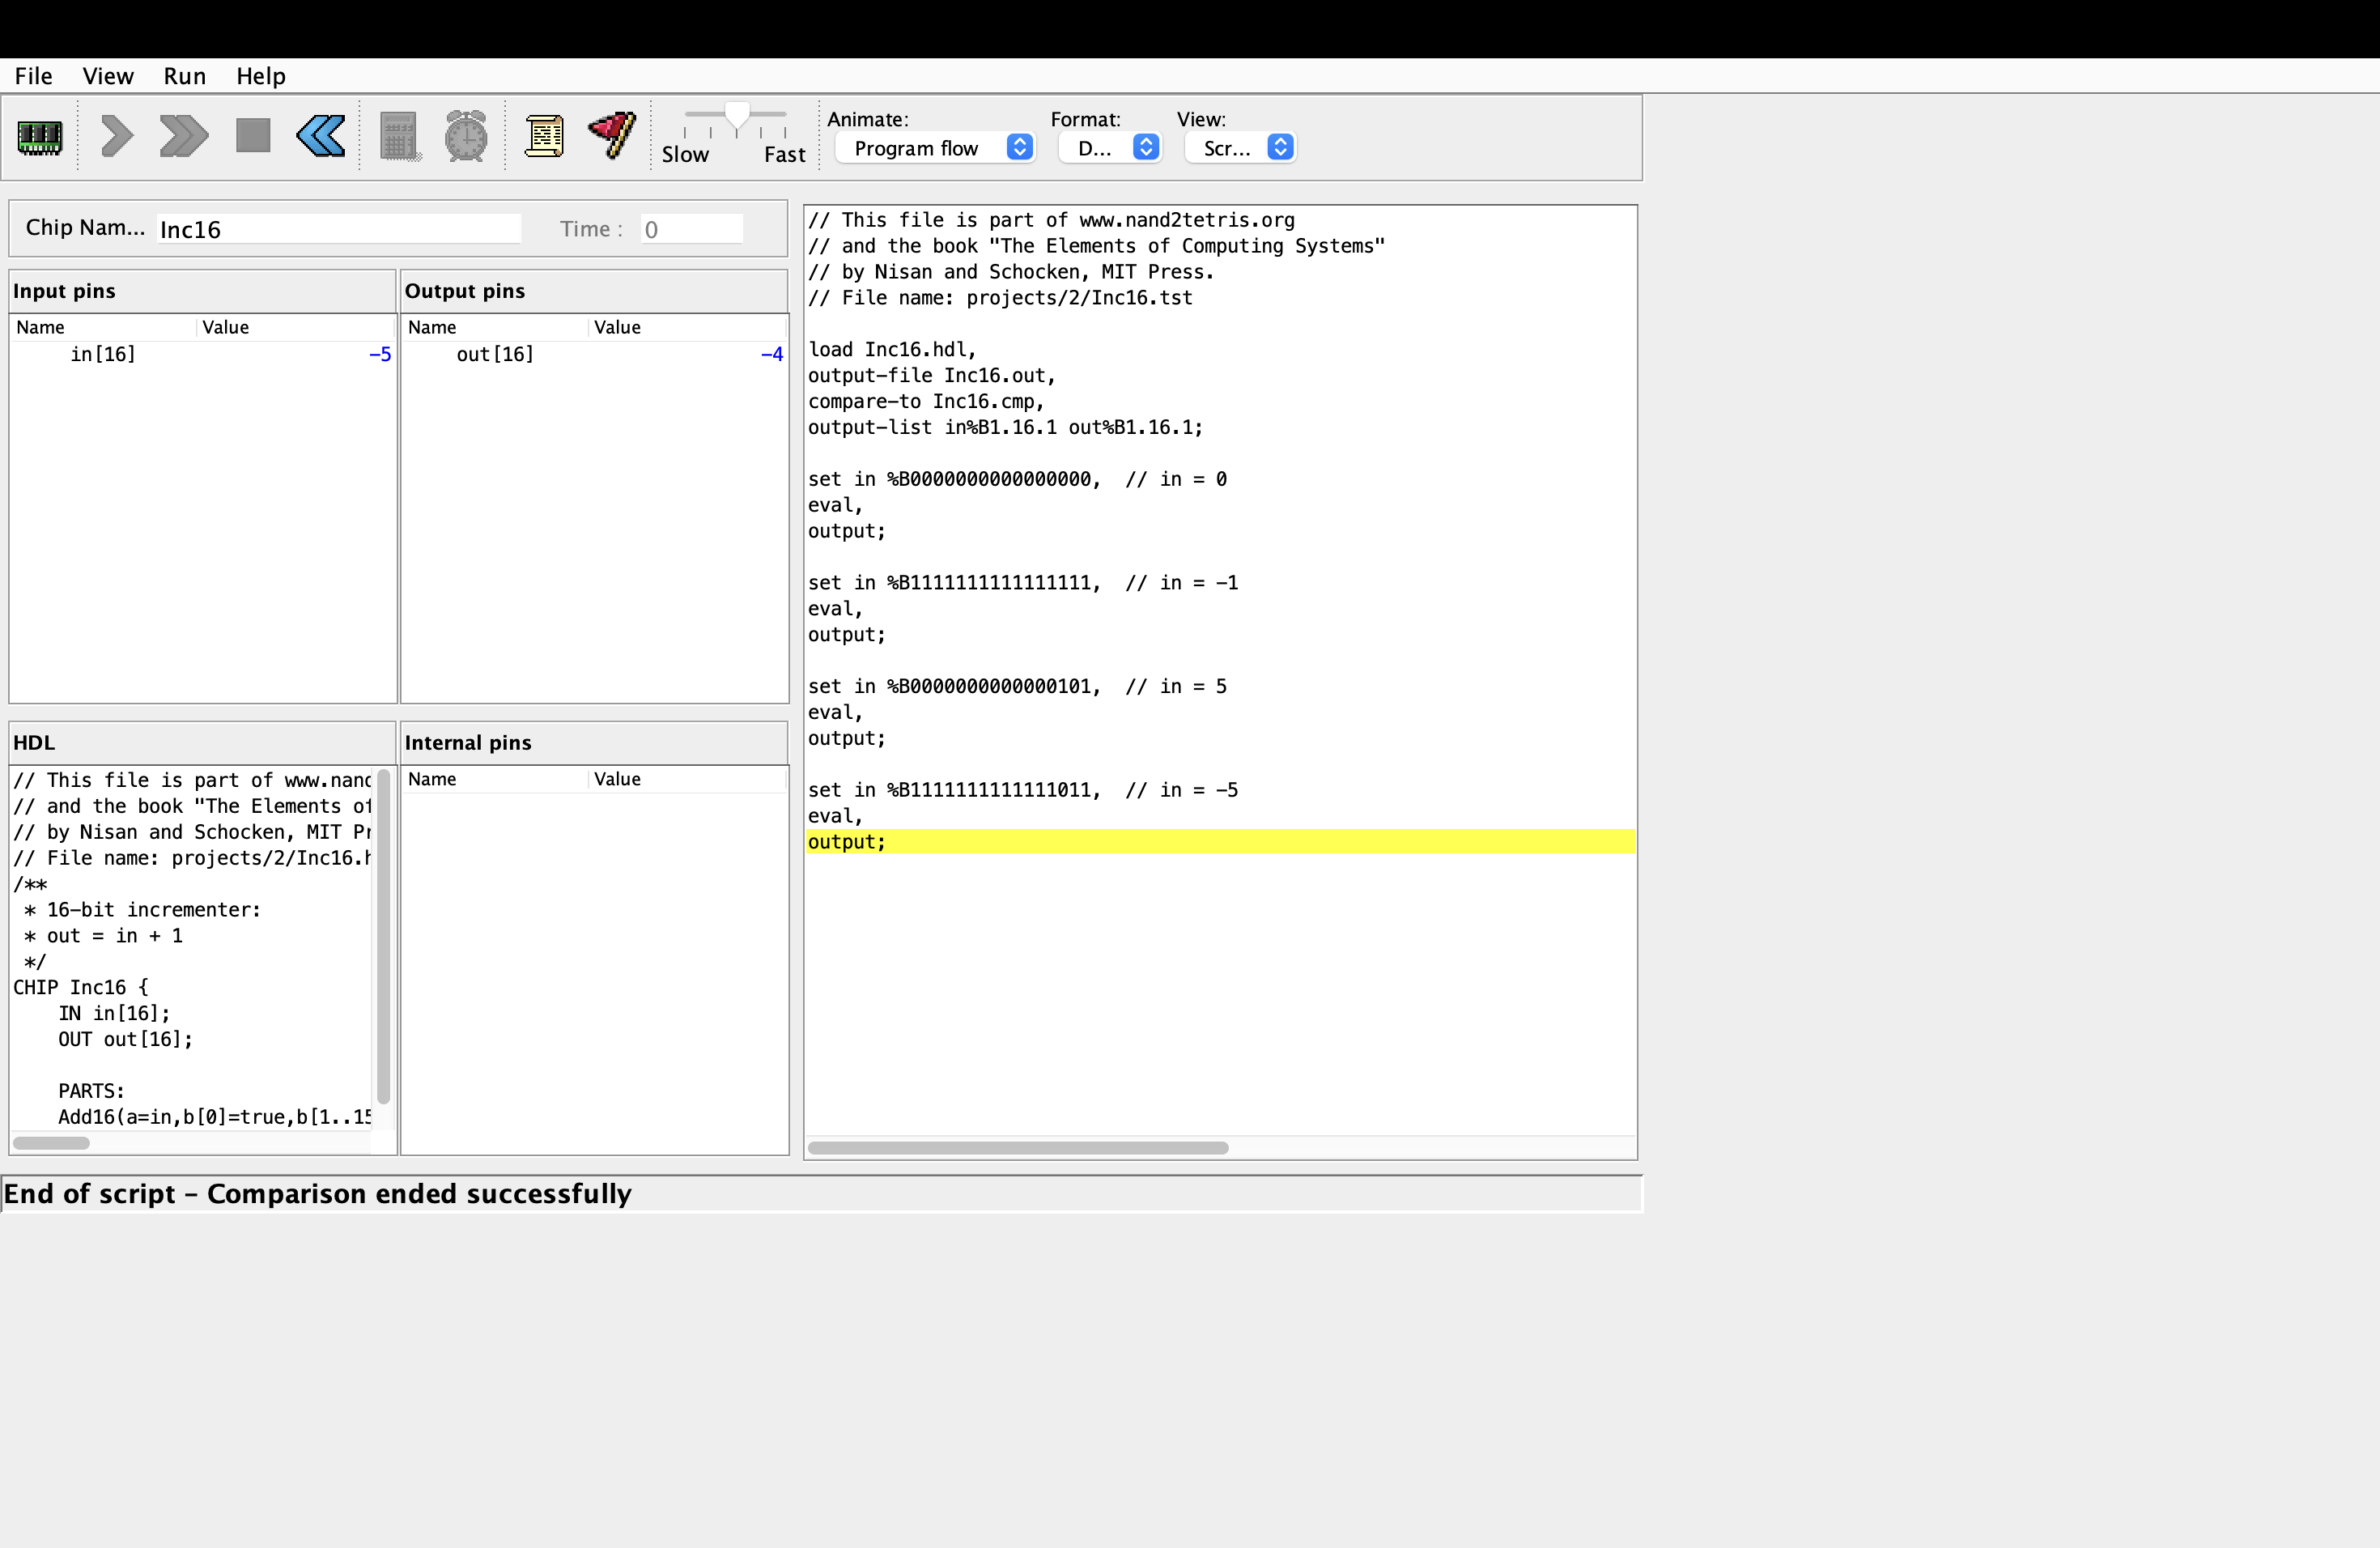 File View Run Help
Animate: Format: View:
Slow Fast Program flow D... Scr...
Chip Nam... Inc16 Time : 0
Input pins
Name Value
in[16] -5
Output pins
Name Value
out[16] -4
HDL
// This file is part of www.nand
// and the book "The Elements of
// by Nisan and Schocken, MIT Pr
// File name: projects/2/Inc16.h
/**
* 16-bit incrementer:
* out = in + 1
*/
CHIP Inc16 {
IN in[16];
OUT out[16];
PARTS:
Add16(a=in,b[0]=true,b[1..15
Internal pins
Name Value
// This file is part of www.nand2tetris.org
// and the book "The Elements of Computing Systems"
// by Nisan and Schocken, MIT Press.
// File name: projects/2/Inc16.tst
load Inc16.hdl,
output-file Inc16.out,
compare-to Inc16.cmp,
output-list in%B1.16.1 out%B1.16.1;
set in %B0000000000000000, // in = 0
eval,
output;
set in %B1111111111111111, // in = -1
eval,
output;
set in %B0000000000000101, // in = 5
eval,
output;
set in %B1111111111111011, // in = -5
eval,
output;
End of script - Comparison ended successfully